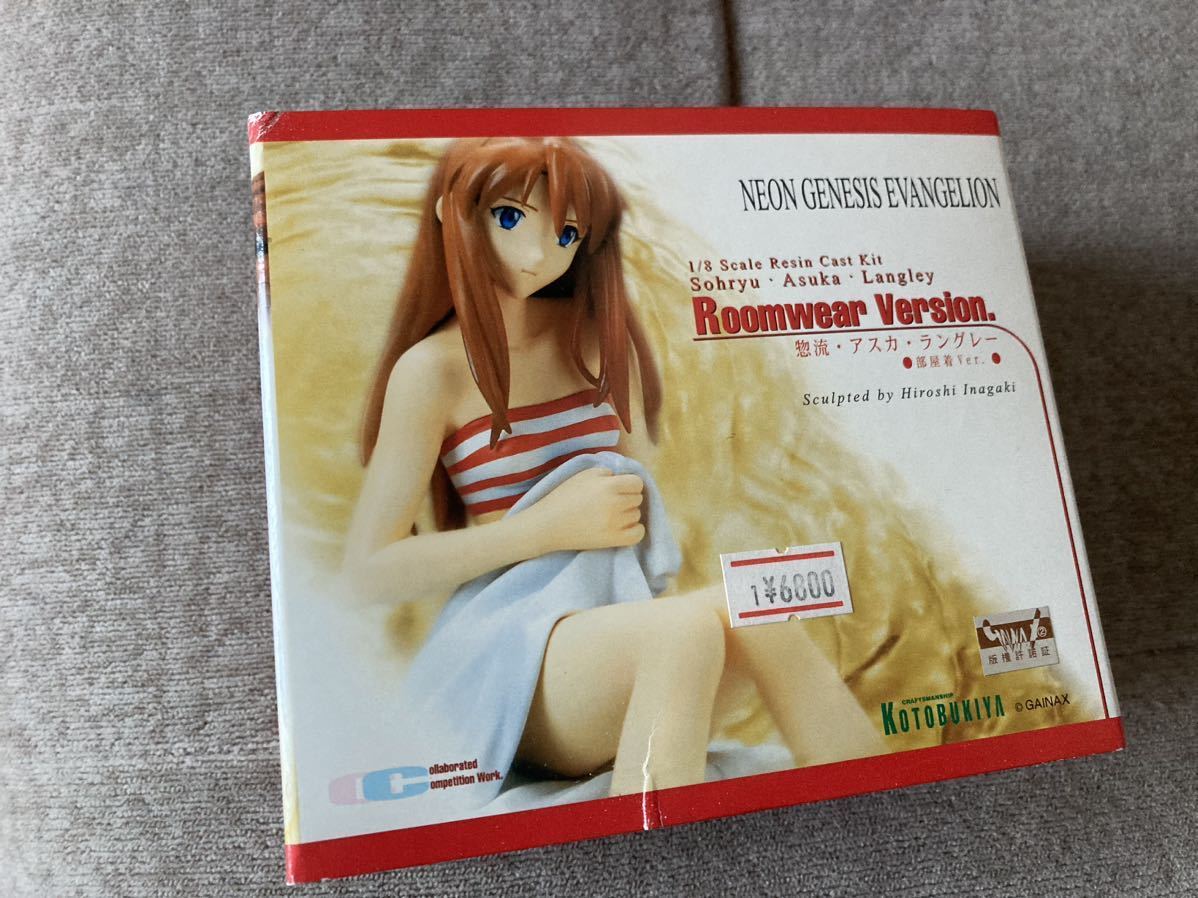 NEON GENESIS EVANGELION
1/8 Scale Resin Cast Kit
Sohryu・Asuka・Langley
Roomwear Version.
惣流・アスカ・ラングレー
●部屋着Ver.●
Sculpted by Hiroshi Inagaki
1¥6800
GAINAX ②
版権許諾証
CRAFTSMANSHIP
KOTOBUKIYA
©GAINAX
Collaborated
Competition Work.